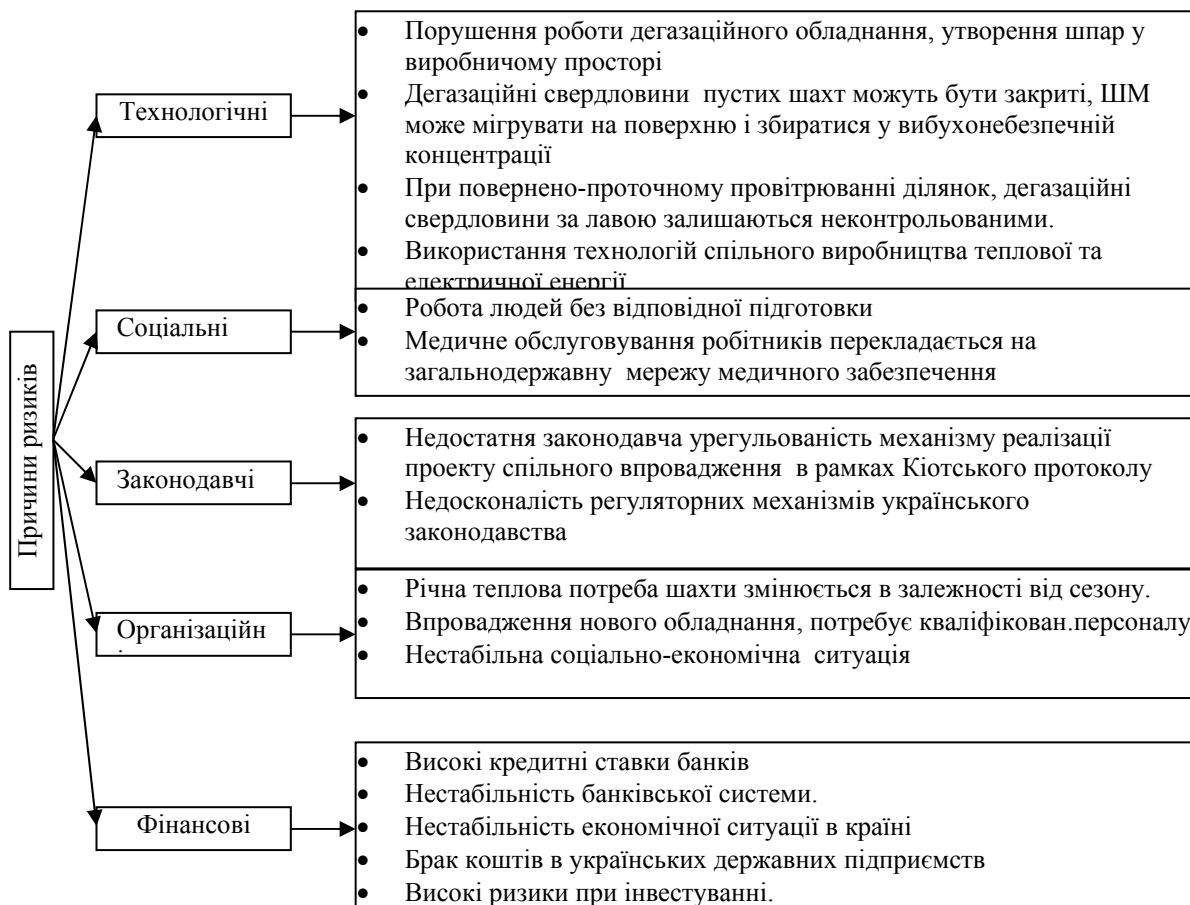 Причини ризиків
Технологічні
• Порушення роботи дегазаційного обладнання, утворення шпар у
виробничому просторі
• Дегазаційні свердловини пустих шахт можуть бути закриті, ШМ
може мігрувати на поверхню і збиратися у вибухонебезпечній
концентрації
• При повернено-проточному провітрюванні ділянок, дегазаційні
свердловини за лавою залишаються неконтрольованими.
• Використання технологій спільного виробництва теплової та
електричної енергії
Соціальні
• Робота людей без відповідної підготовки
• Медичне обслуговування робітників перекладається на
загальнодержавну мережу медичного забезпечення
Законодавчі
• Недостатня законодавча урегульованість механізму реалізації
проекту спільного впровадження в рамках Кіотського протоколу
• Недосконалість регуляторних механізмів українського
законодавства
Організаційн
• Річна теплова потреба шахти змінюється в залежності від сезону.
• Впровадження нового обладнання, потребує кваліфікован.персоналу
• Нестабільна соціально-економічна ситуація
Фінансові
• Високі кредитні ставки банків
• Нестабільність банківської системи.
• Нестабільність економічної ситуації в країні
• Брак коштів в українських державних підприємств
• Високі ризики при інвестуванні.